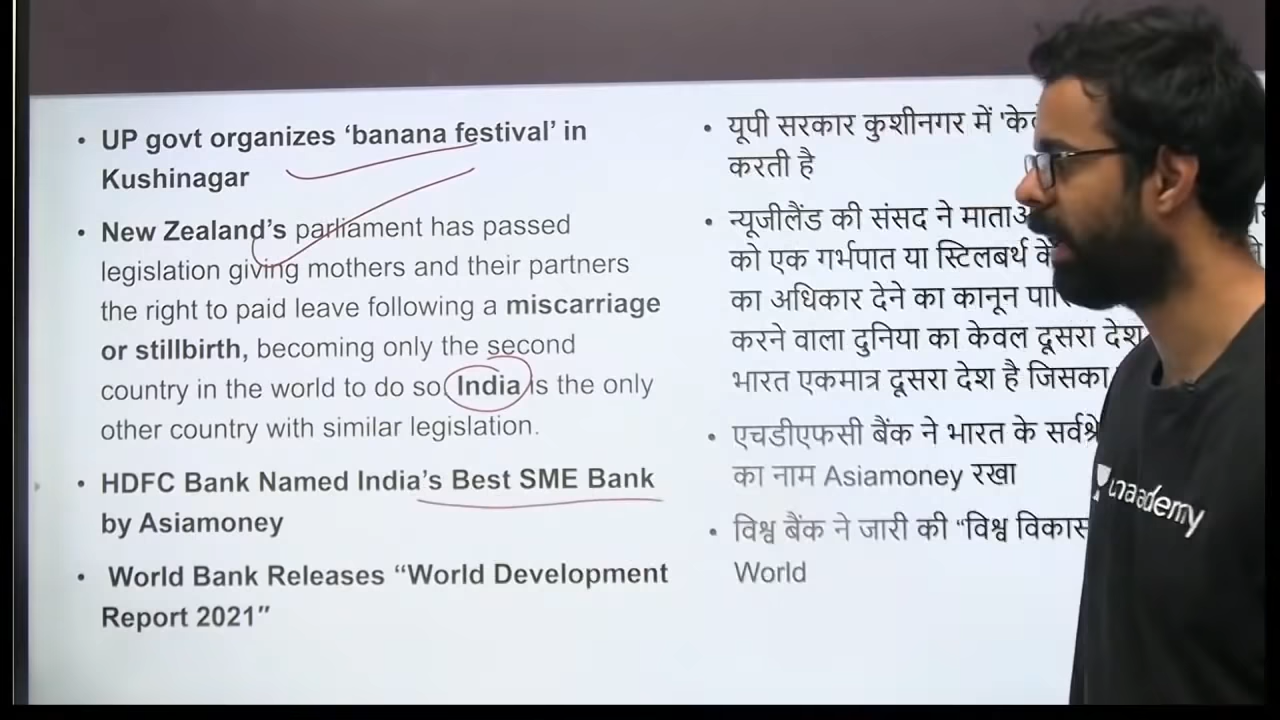 UP govt organizes ‘banana festival’ in
Kushinagar
New Zealand’s parliament has passed
legislation giving mothers and their partners
the right to paid leave following a miscarriage
or stillbirth, becoming only the second
country in the world to do so. India is the only
other country with similar legislation.
HDFC Bank Named India’s Best SME Bank
by Asiamoney
World Bank Releases “World Development
Report 2021”
यूपी सरकार कुशीनगर में
करती है
न्यूजीलैंड की संसद ने
को एक गर्भपात या स्टिलबर्थ के
का अधिकार देने का कानून
करने वाला दुनिया का केवल दूसरा देश
भारत एकमात्र दूसरा देश है जिसका
एचडीएफसी बैंक ने भारत के
का नाम Asiamoney रखा
विश्व बैंक ने जारी की “विश्व विकास
World
unacademy